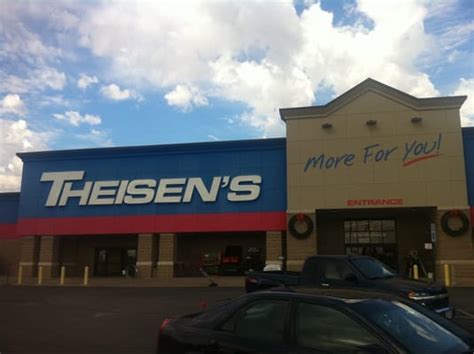 THEISEN'S
More For You!
ENTRANCE